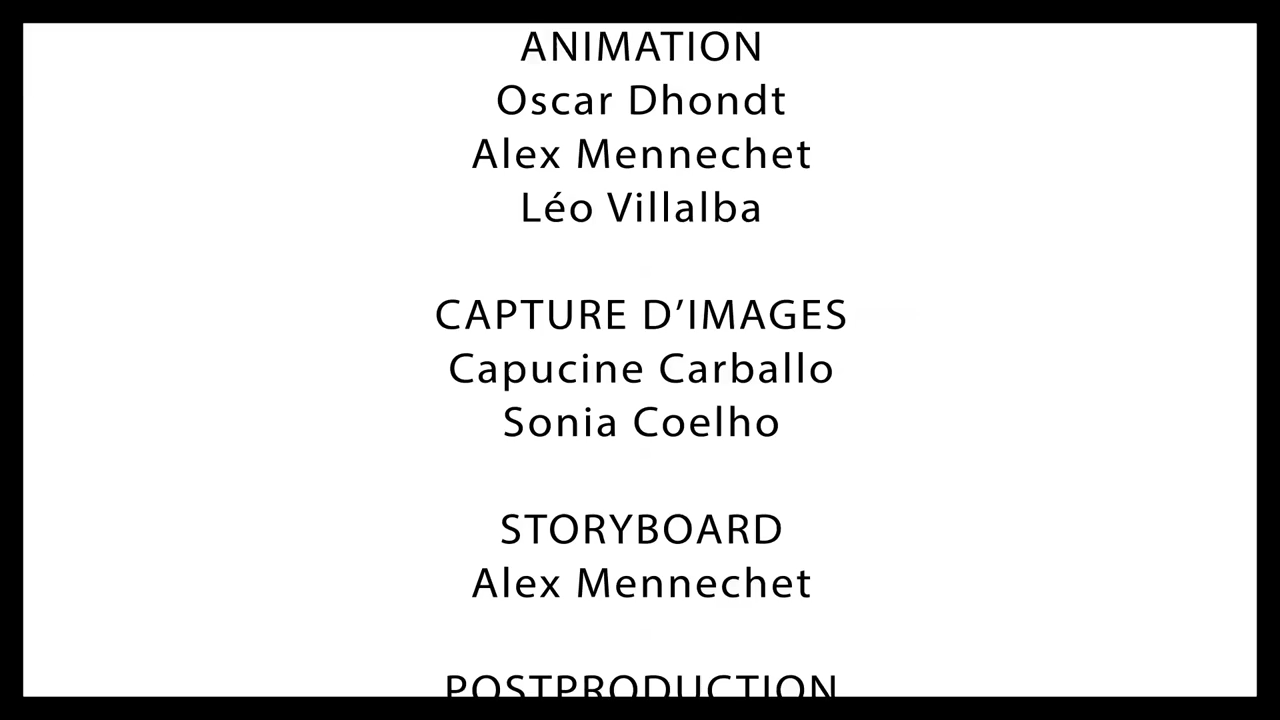 ANIMATION
Oscar Dhondt
Alex Mennechet
Léo Villalba
CAPTURE D’IMAGES
Capucine Carballo
Sonia Coelho
STORYBOARD
Alex Mennechet
POSTPRODUCTION